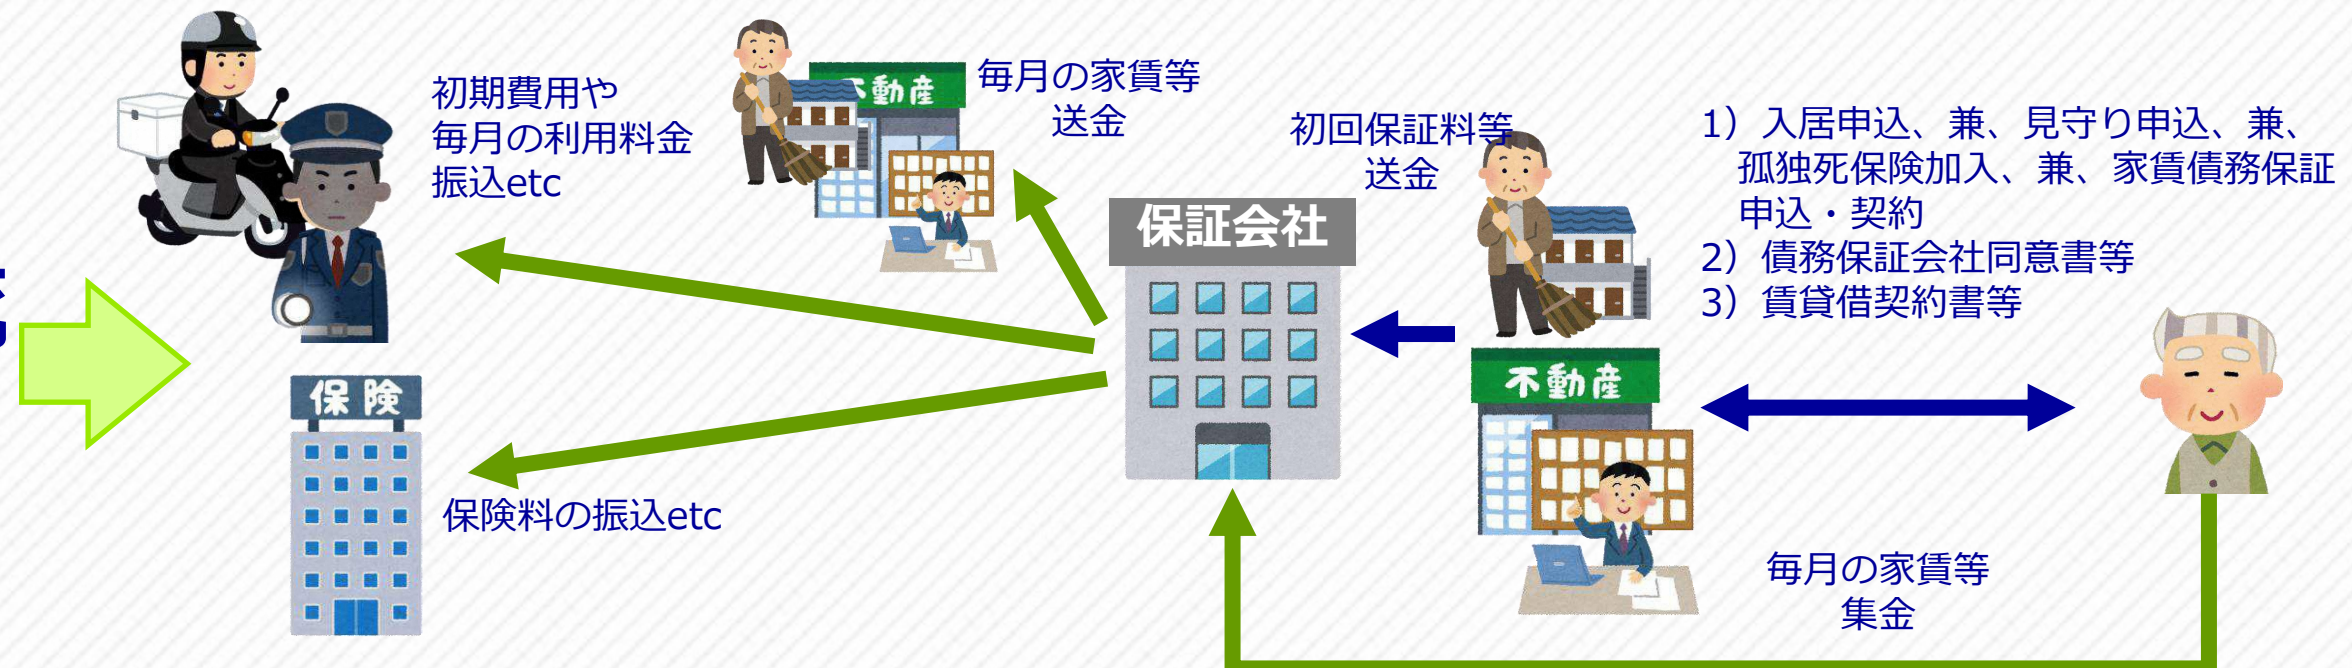 初期費用や
毎月の利用料金
振込etc
不動産
毎月の家賃等
送金
初回保証料等
送金
保証会社
1）入居申込、兼、見守り申込、兼、
孤独死保険加入、兼、家賃債務保証
申込・契約
2）債務保証会社同意書等
3）賃貸借契約書等
不動産
保険
保険料の振込etc
毎月の家賃等
集金